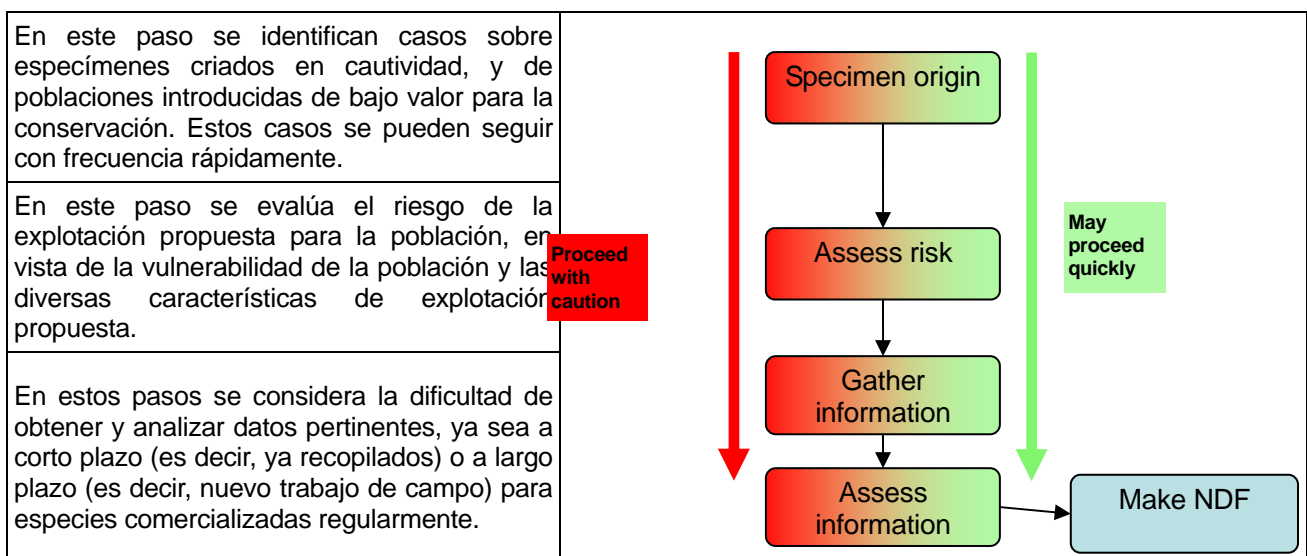 En este paso se identifican casos sobre
especímenes criados en cautividad, y de
poblaciones introducidas de bajo valor para la
conservación. Estos casos se pueden seguir
con frecuencia rápidamente.
En este paso se evalúa el riesgo de la
explotación propuesta para la población, en
vista de la vulnerabilidad de la población y las
diversas características de explotación
propuesta.
En estos pasos se considera la dificultad de
obtener y analizar datos pertinentes, ya sea a
corto plazo (es decir, ya recopilados) o a largo
plazo (es decir, nuevo trabajo de campo) para
especies comercializadas regularmente.
Proceed
with
caution
Specimen origin
Assess risk
Gather
information
Assess
information
May
proceed
quickly
Make NDF